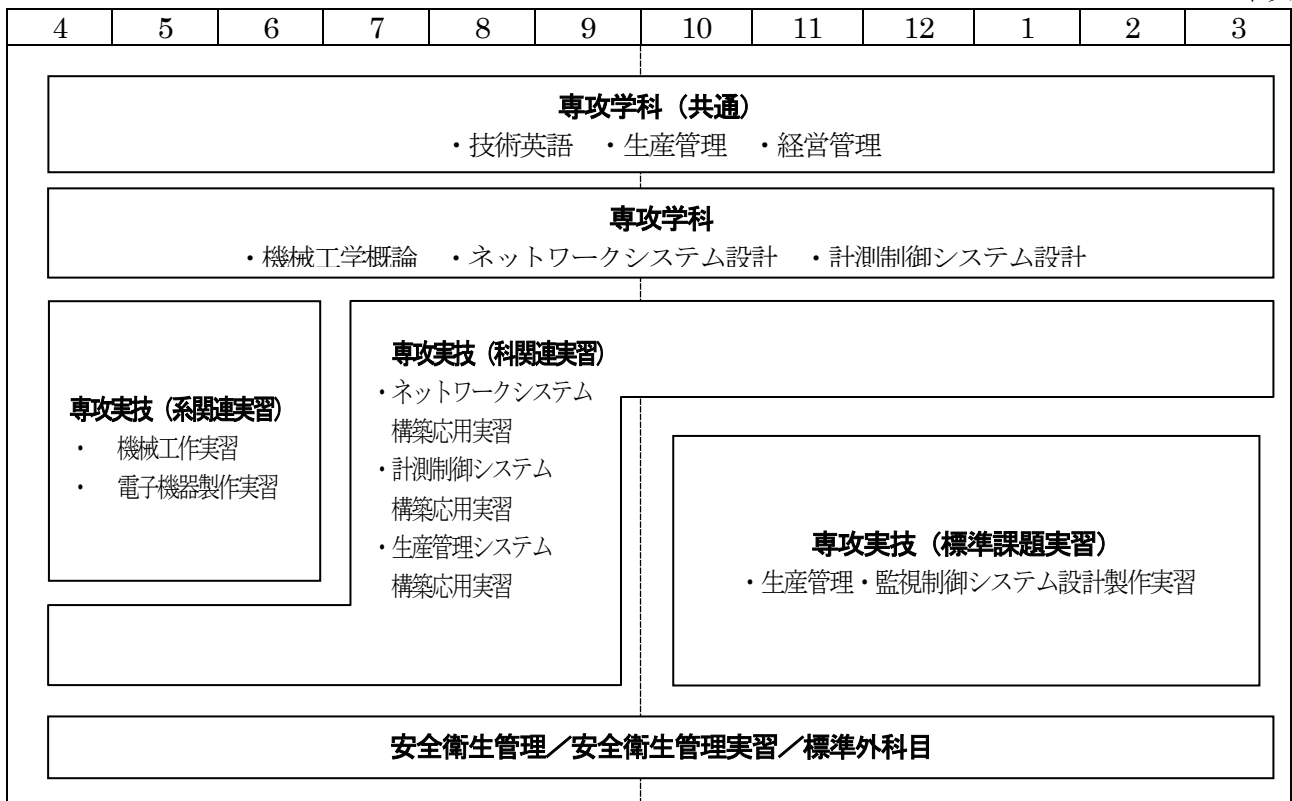 4 5 6 7 8 9 10 11 12 1 2 3
専攻学科（共通）
・技術英語 ・生産管理 ・経営管理
専攻学科
・機械工学概論 ・ネットワークシステム設計 ・計測制御システム設計
専攻実技（系関連実習）
・ 機械工作実習
・ 電子機器製作実習
専攻実技（科関連実習）
・ネットワークシステム
構築応用実習
・計測制御システム
構築応用実習
・生産管理システム
構築応用実習
専攻実技（標準課題実習）
・生産管理・監視制御システム設計製作実習
安全衛生管理／安全衛生管理実習／標準外科目